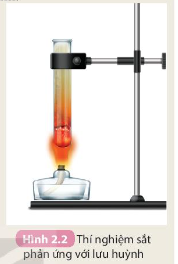 Hình 2.2 Thí nghiệm sắt
phản ứng với lưu huỳnh